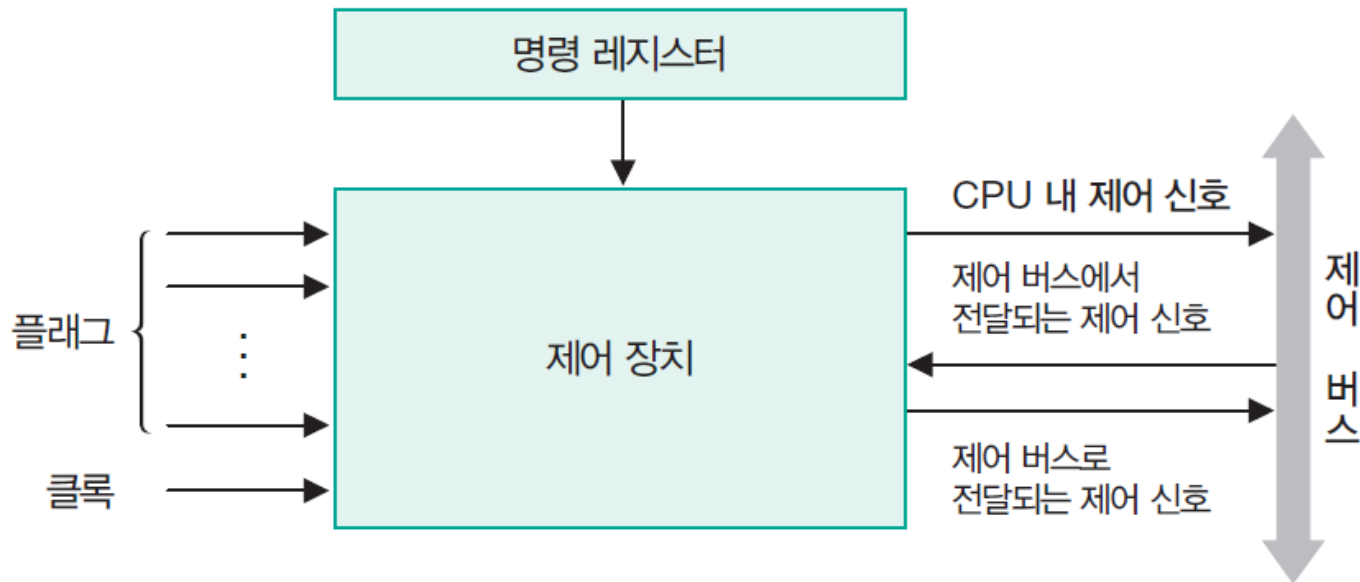 명령 레지스터
CPU 내 제어 신호
제어 버스에서
전달되는 제어 신호
플래그
제어 장치
제어 버스
제어 버스로
전달되는 제어 신호
클록